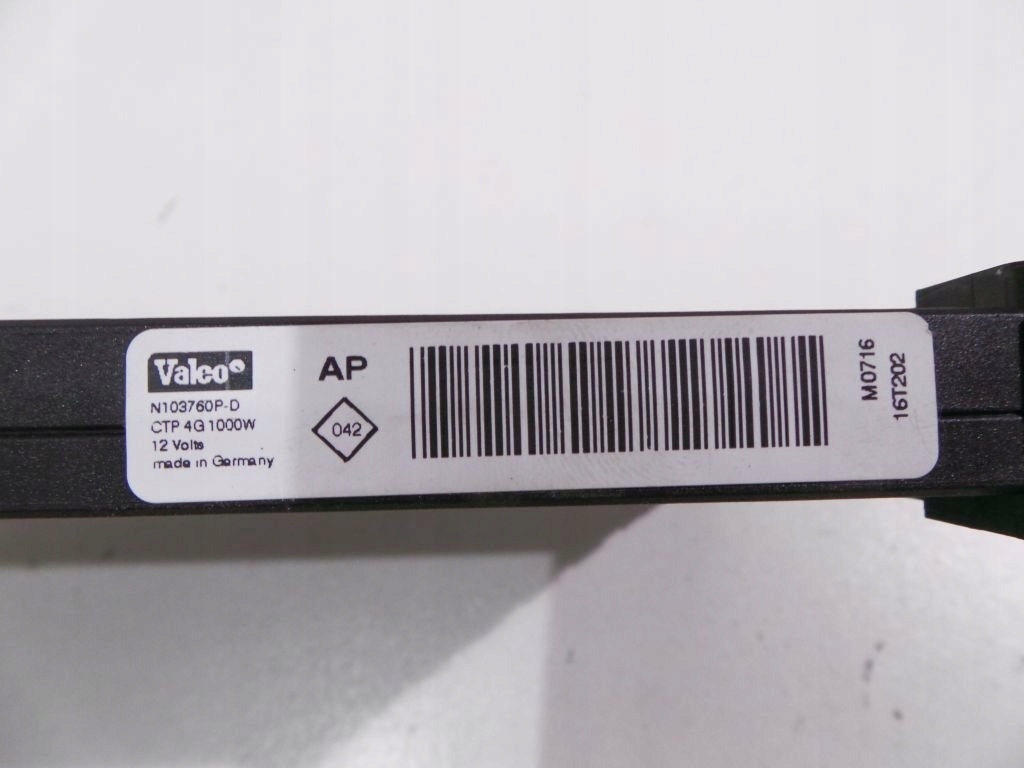 Valeo
N103760P-D
CTP 4G 1000W
12 Volts
made in Germany
AP
042
M0716
16T202